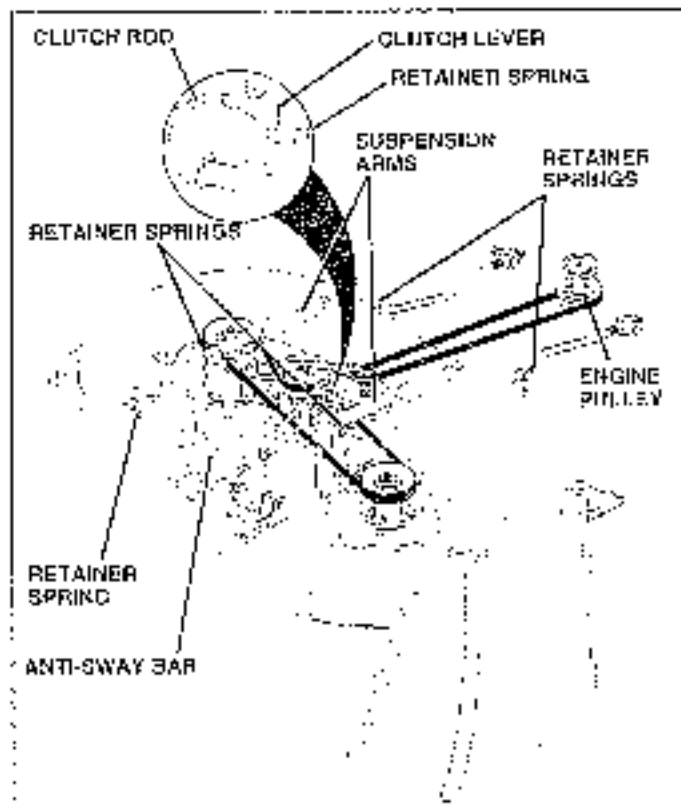 CLUTCH ROD
CLUTCH LEVER
RETAINER SPRING
SUSPENSION
ARMS
RETAINER
SPRINGS
RETAINER SPRINGS
ENGINE
PULLEY
RETAINER
SPRING
ANTI-SWAY BAR